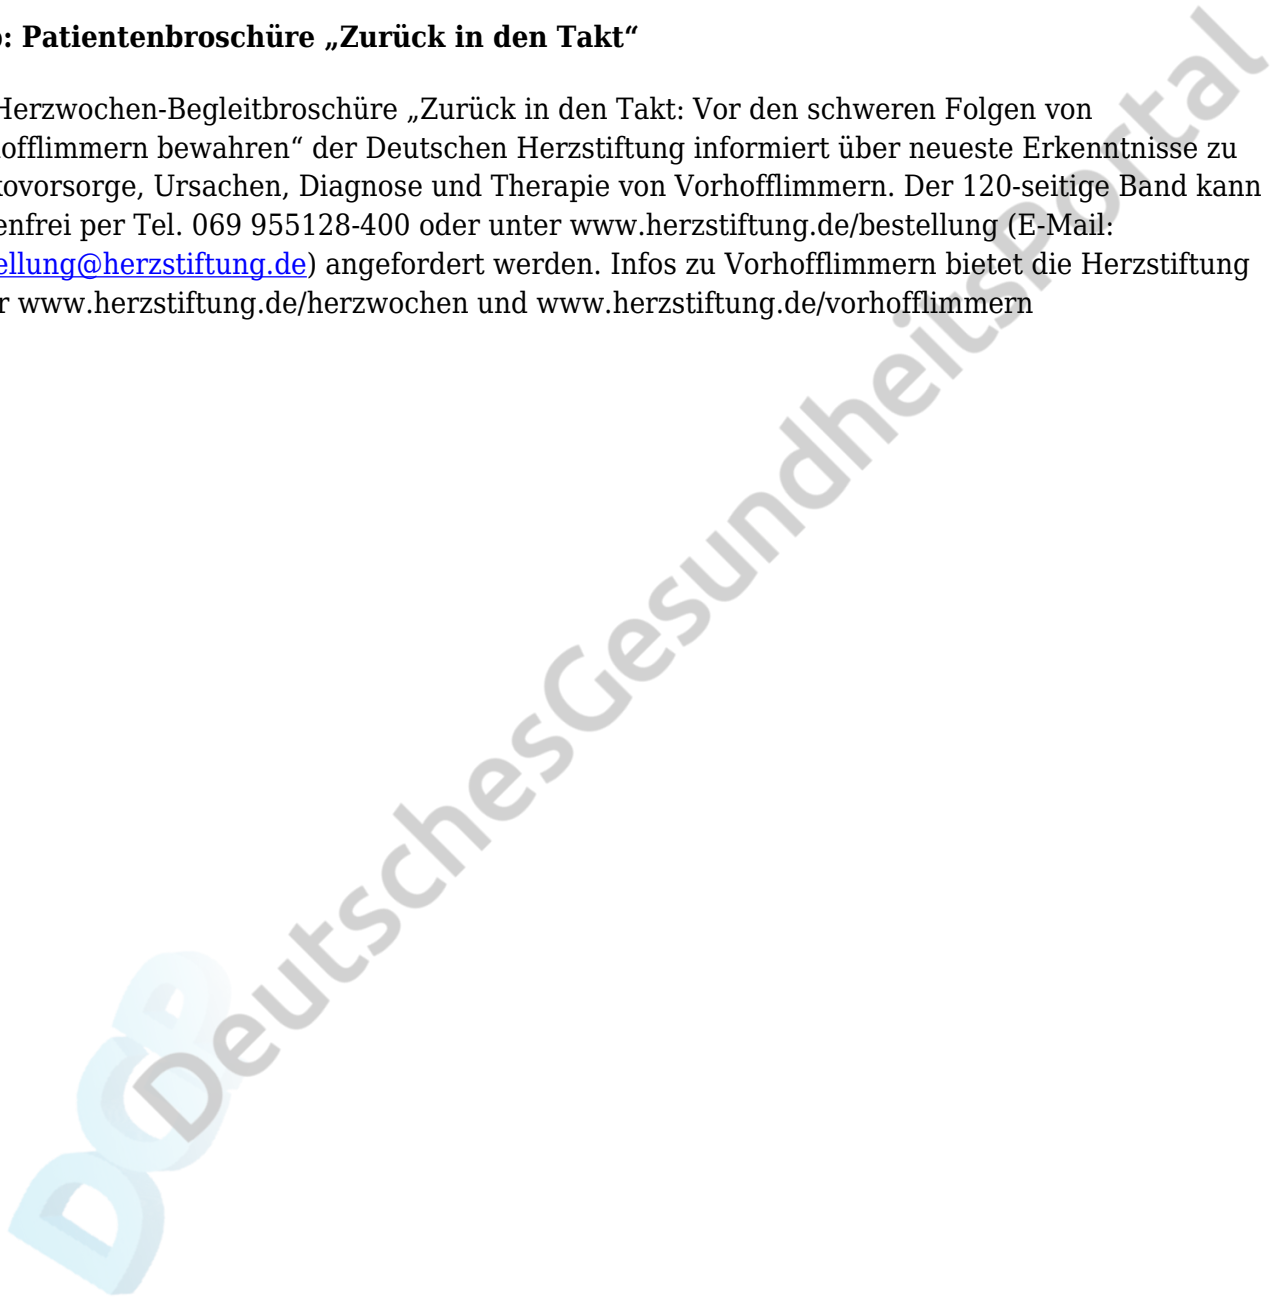 : Patientenbroschüre „Zurück in den Takt“
Herzwochen-Begleitbroschüre „Zurück in den Takt: Vor den schweren Folgen von
offlimmern bewahren“ der Deutschen Herzstiftung informiert über neueste Erkenntnisse zu
kovorsorge, Ursachen, Diagnose und Therapie von Vorhofflimmern. Der 120-seitige Band kann
enfrei per Tel. 069 955128-400 oder unter www.herzstiftung.de/bestellung (E-Mail:
ellung@herzstiftung.de) angefordert werden. Infos zu Vorhofflimmern bietet die Herzstiftung
r www.herzstiftung.de/herzwochen und www.herzstiftung.de/vorhofflimmern
DeutschesGesundheitsPortal
DGP